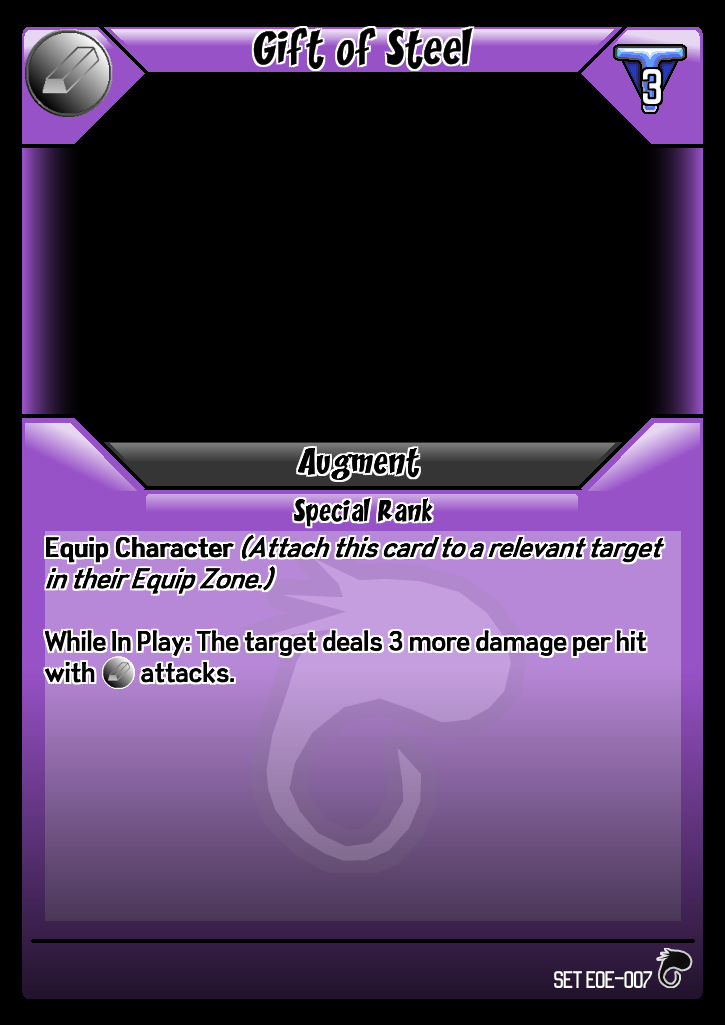 Gift of Steel
3
Augment
Special Rank
Equip Character (Attach this card to a relevant target
in their Equip Zone.)
While In Play: The target deals 3 more damage per hit
with attacks.
SET EOE-007